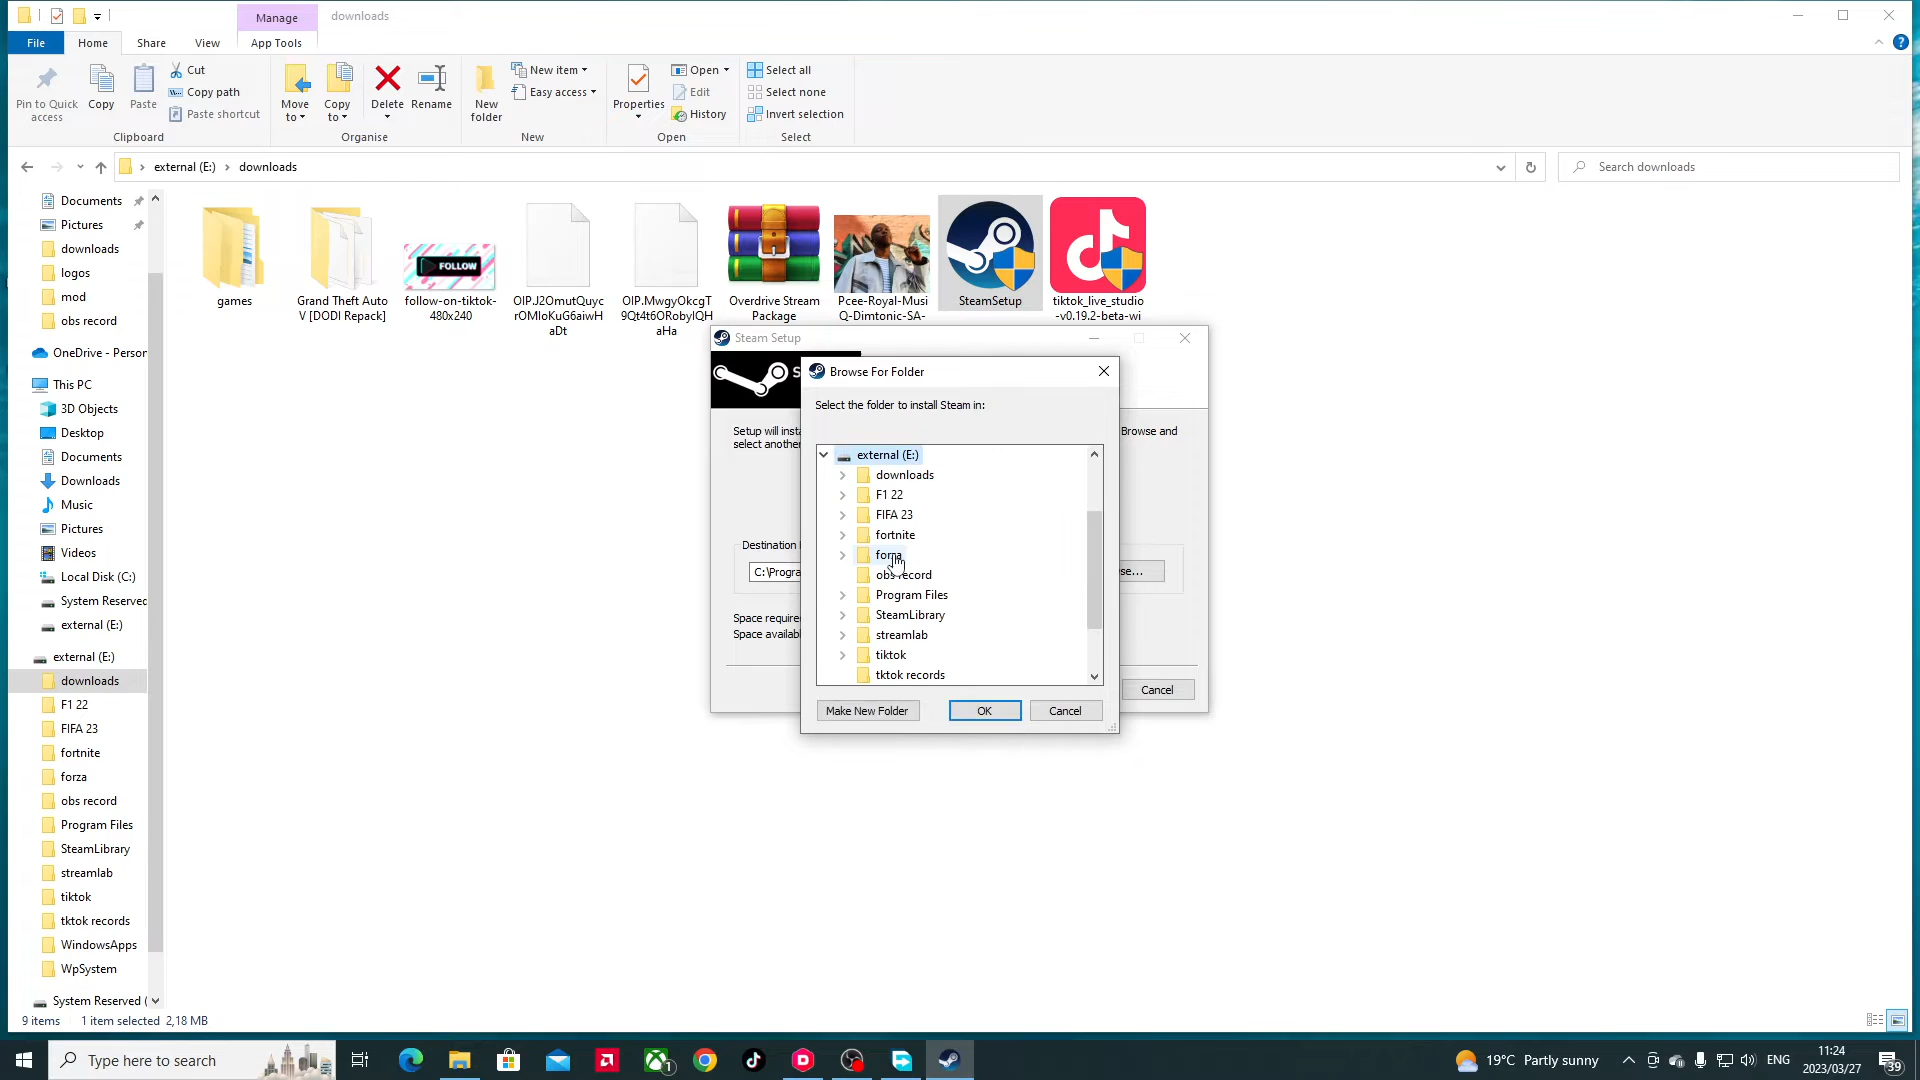 Manage
downloads
File
Home
Share
View
App Tools
Pin to Quick
access
Copy
Paste
Cut
Copy path
Paste shortcut
Clipboard
Move
to
Copy
to
Delete
Rename
Organise
New
folder
New item
Easy access
New
Properties
Open
Edit
History
Open
Select all
Select none
Invert selection
Select
external (E:)
downloads
Search downloads
Documents
Pictures
downloads
logos
mod
obs record
OneDrive - Person
This PC
3D Objects
Desktop
Documents
Downloads
Music
Pictures
Videos
Local Disk (C:)
System Reserved
external (E:)
external (E:)
downloads
F1 22
FIFA 23
fortnite
forza
obs record
Program Files
SteamLibrary
streamlab
tiktok
tktok records
WindowsApps
WpSystem
System Reserved (
games
Grand Theft Auto
V [DODI Repack]
FOLLOW
follow-on-tiktok-
480x240
OIP.J2OmutQuyc
rOMIoKuG6aiwH
aDt
OIP.MwgyOkcgT
9Qt4t6ORobylQH
aHa
Overdrive Stream
Package
Pcee-Royal-Musi
Q-Dimtonic-SA-
SteamSetup
tiktok_live_studio
-v0.19.2-beta-wi
Steam Setup
Setup will insta
select another
Browse and
Destination
C:\Progra
se...
Space require
Space availab
Cancel
Browse For Folder
Select the folder to install Steam in:
external (E:)
downloads
F1 22
FIFA 23
fortnite
forza
obs record
Program Files
SteamLibrary
streamlab
tiktok
tktok records
Make New Folder
OK
Cancel
9 items
1 item selected 2,18 MB
Type here to search
1
19°C Partly sunny
ENG
11:24
2023/03/27
39